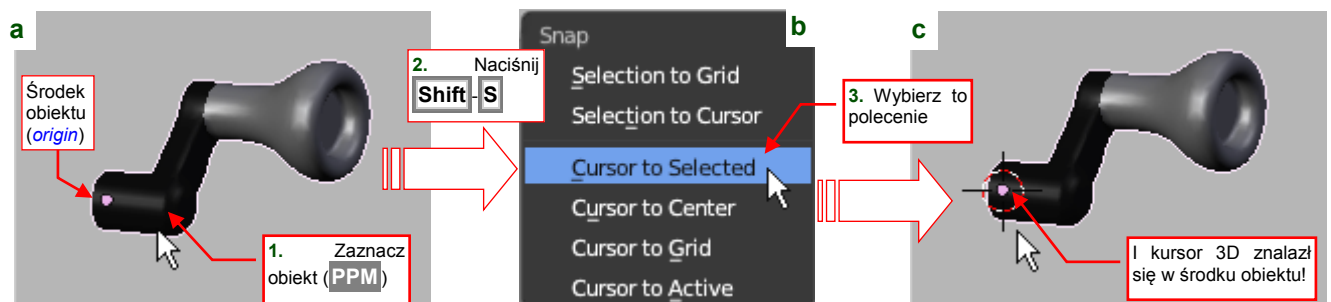 a
Środek
obiektu
(origin)
1. Zaznacz
obiekt (PPM)
2. Naciśnij
Shift-S
b
Snap
Selection to Grid
Selection to Cursor
Cursor to Selected
Cursor to Center
Cursor to Grid
Cursor to Active
3. Wybierz to
polecenie
c
I kursor 3D znalazł
się w środku obiektu!